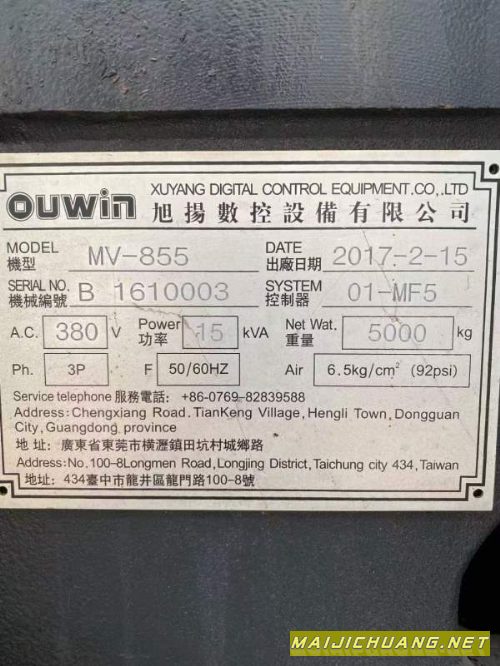 ouwin XUYANG DIGITAL CONTROL EQUIPMENT.CO.,LTD
旭揚數控設備有限公司
MODEL MV-855 DATE 2017-2-15
機型 出廠日期
SERIAL NO. B 1610003 SYSTEM 01-MF5
機械編號 控制器
A.C. 380 V Power 15 kVA Net Wat. 5000 kg
功率 重量
Ph. 3P F 50/60HZ Air 6.5kg/cm² (92psi)
Service telephone 服務電話: +86-0769-82839588
Address: Chengxiang Road. TianKeng Village, Hengli Town, Dongguan
City, Guangdong. province
地 址: 廣東省東莞市橫瀝鎮田坑村城鄉路
Address:No,100-8Longmen Road, Longjing District, Taichung city 434, Taiwan
地址: 434臺中市龍井區龍門路100-8號
MAIJICHUANG.NET